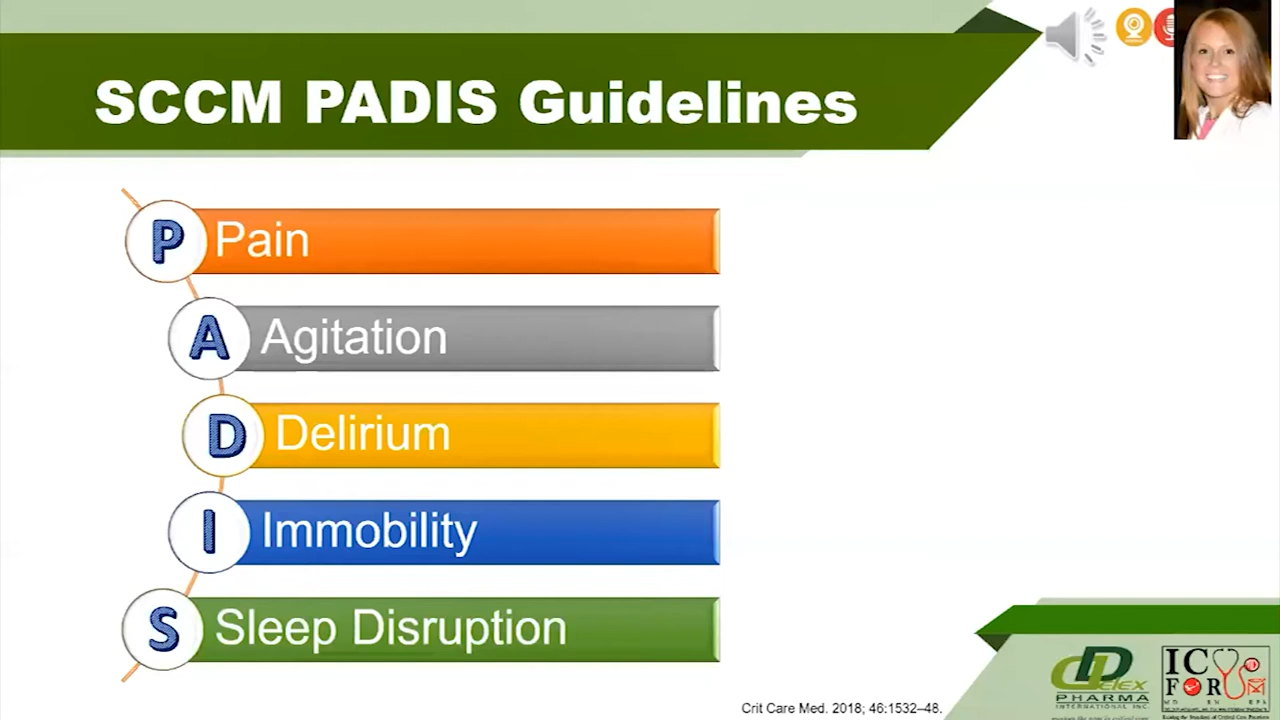 SCCM PADIS Guidelines
P Pain
A Agitation
D Delirium
I Immobility
S Sleep Disruption
Crit Care Med. 2018; 46:1532–48.
Delex
PHARMA
INTERNATIONAL INC
IC
FOR